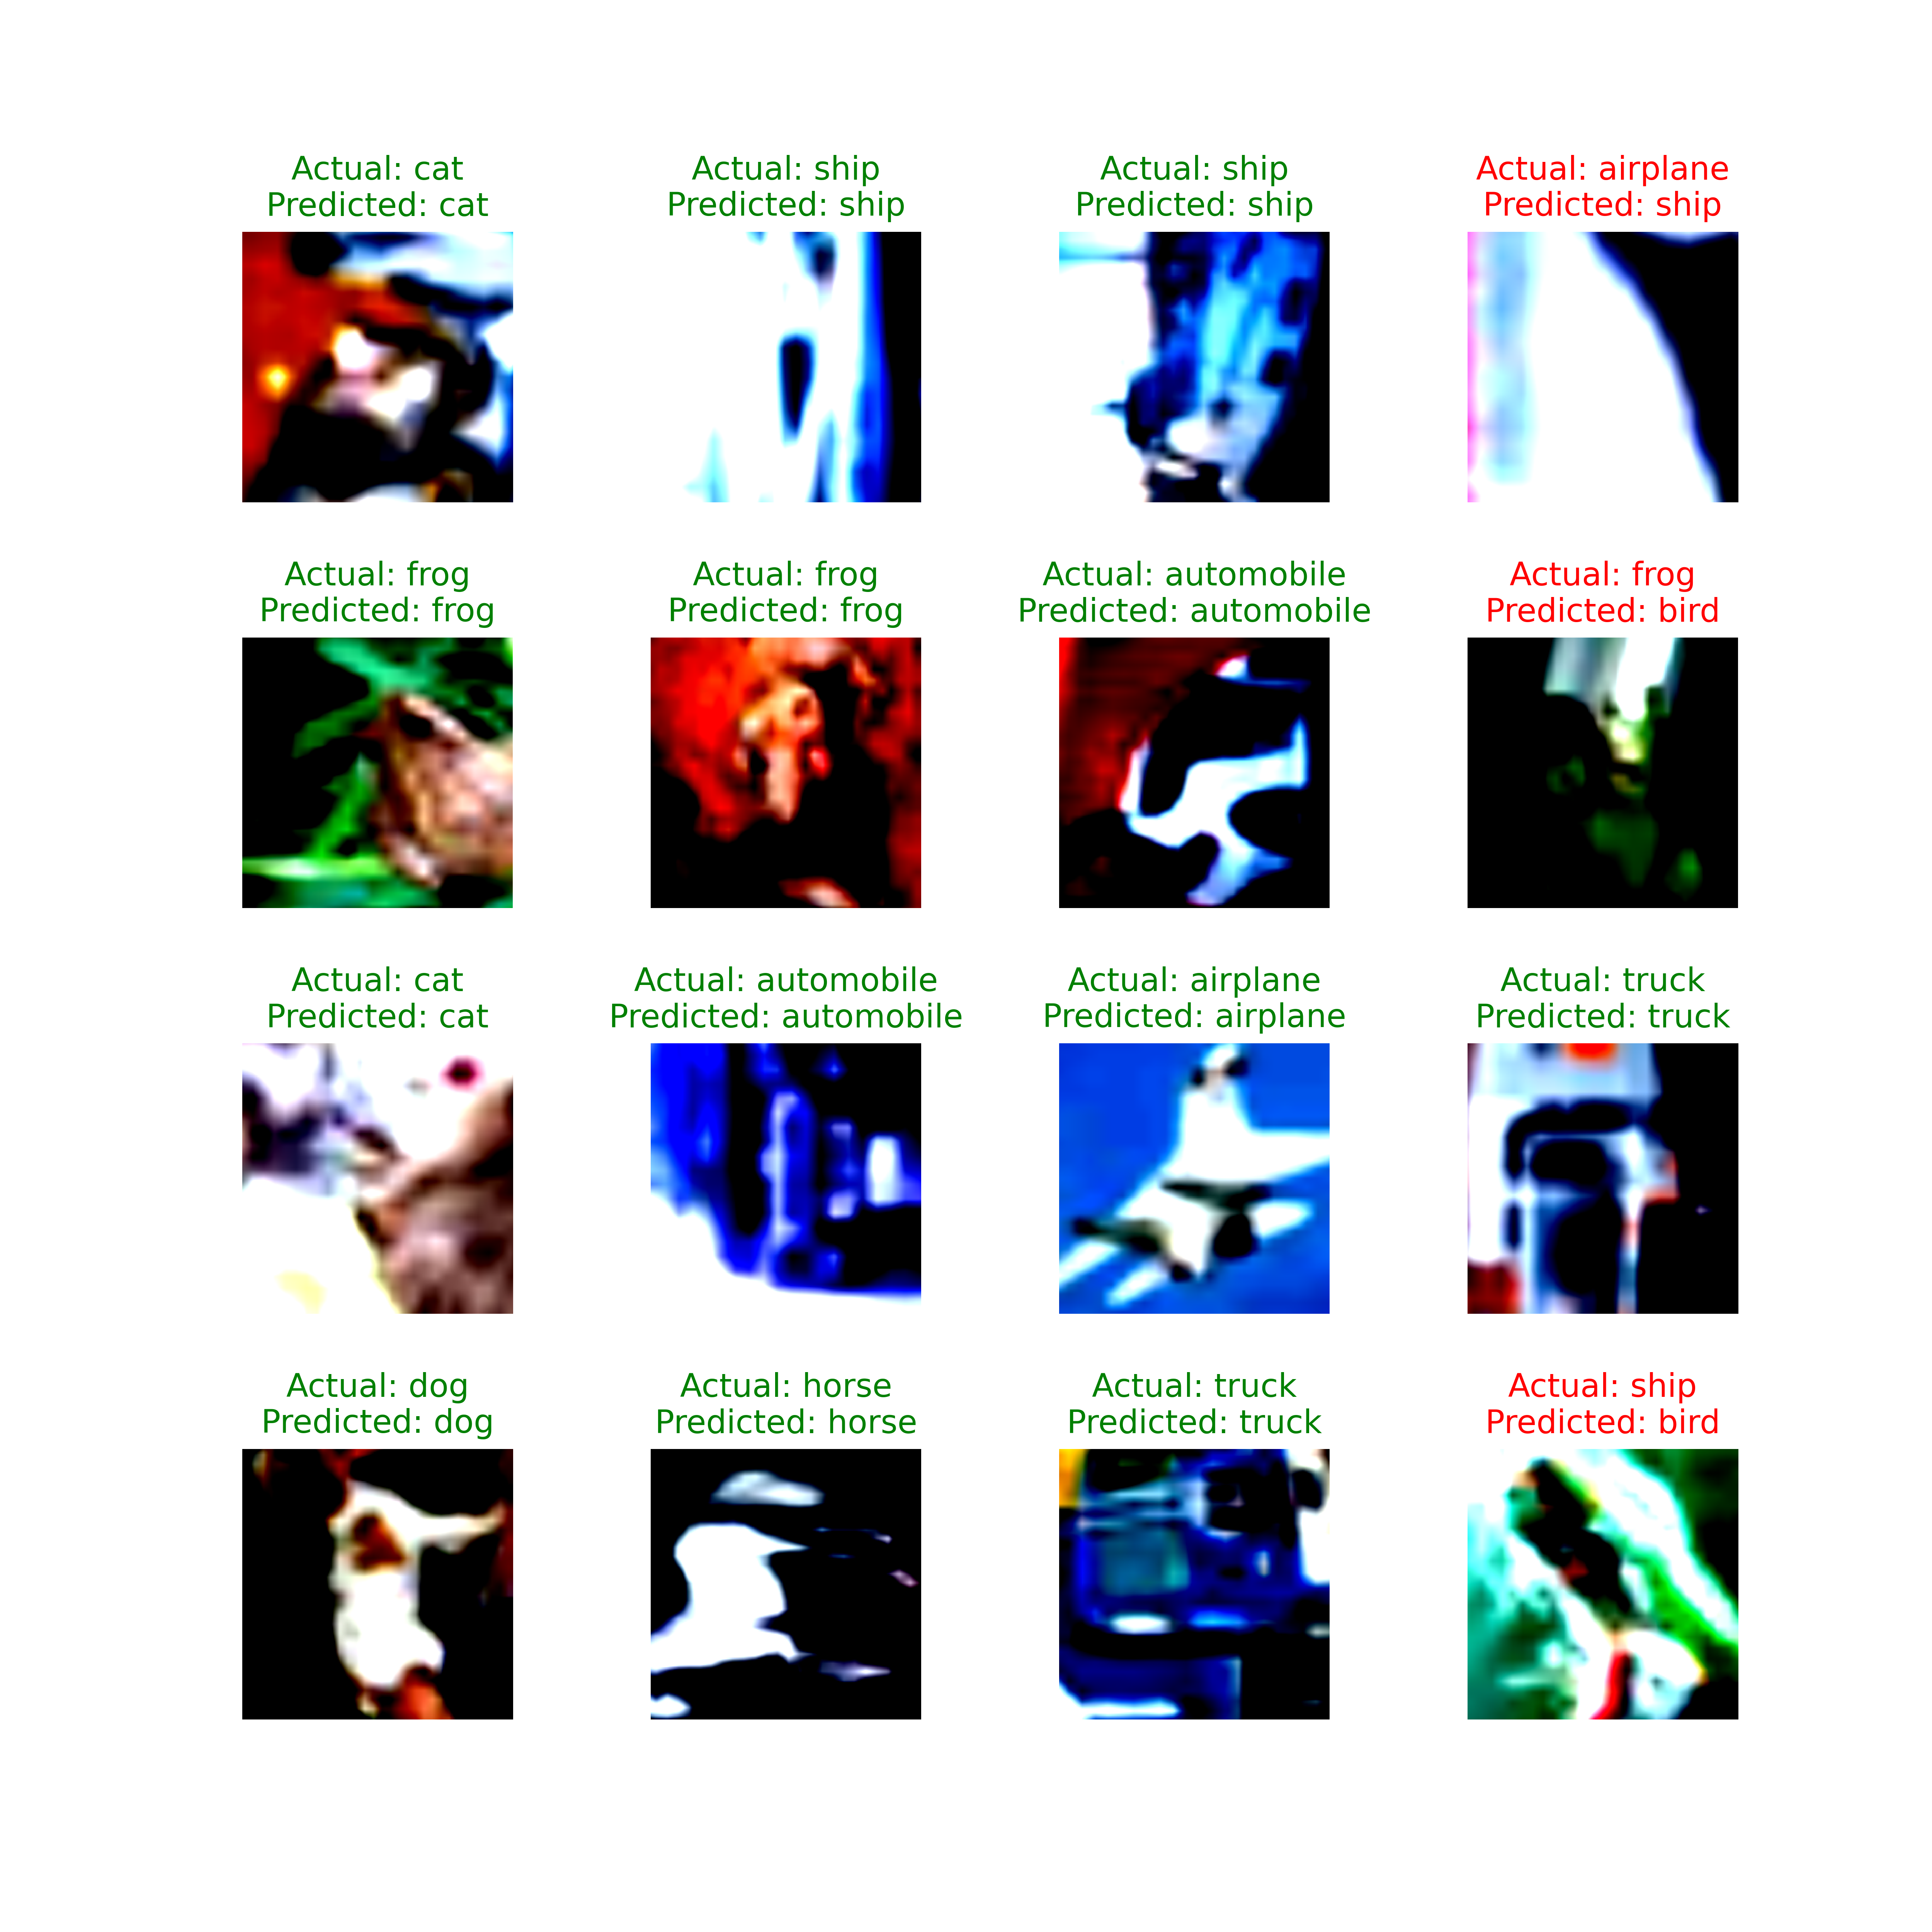 Actual: cat
Predicted: cat
Actual: ship
Predicted: ship
Actual: ship
Predicted: ship
Actual: airplane
Predicted: ship
Actual: frog
Predicted: frog
Actual: frog
Predicted: frog
Actual: automobile
Predicted: automobile
Actual: frog
Predicted: bird
Actual: cat
Predicted: cat
Actual: automobile
Predicted: automobile
Actual: airplane
Predicted: airplane
Actual: truck
Predicted: truck
Actual: dog
Predicted: dog
Actual: horse
Predicted: horse
Actual: truck
Predicted: truck
Actual: ship
Predicted: bird